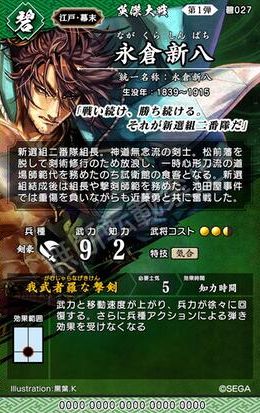 碧
江戸・幕末
英傑大戦
第1弾
碧027
ながくら しんぱち
永倉新八
統一名称：永倉新八
生没年：1839～1915
「戦い続け、勝ち続ける。
それが新選組二番隊だ」
新選組二番隊組長。神道無念流の剣士。松前藩を
脱して剣術修行のため放浪し、一時心形刀流の道
場師範代を務めたのち試衛館の食客となる。新選
組結成後は組長や撃剣師範を務めた。池田屋事件
では重傷を負いながらも近藤勇と共に奮戦した。
兵種
武力
知力
武将コスト
剣豪
9
2
特技
気合
がむしゃらなげきけん
必要士気
効果時間
我武者羅な撃剣
5
知力時間
効果範囲
武力と移動速度が上がり、兵力が徐々に回
復する。さらに兵種アクションによる弾き
効果を受けなくなる
Illustration:黒葉.K
©SEGA
0000-0000-0000-0000-0000